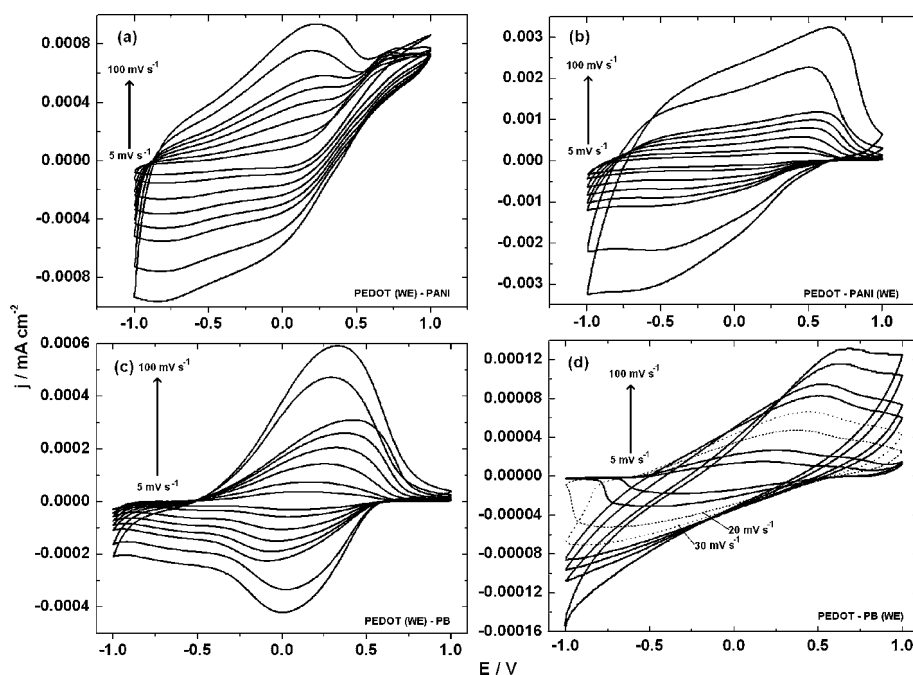 (a)
100 mV s⁻¹
5 mV s⁻¹
0.0008
0.0004
0.0000
-0.0004
-0.0008
-1.0 -0.5 0.0 0.5 1.0
PEDOT (WE) - PANI
(b)
100 mV s⁻¹
5 mV s⁻¹
0.003
0.002
0.001
0.000
-0.001
-0.002
-0.003
-1.0 -0.5 0.0 0.5 1.0
PEDOT - PANI (WE)
j / mA cm⁻²
(c)
100 mV s⁻¹
5 mV s⁻¹
0.0006
0.0004
0.0002
0.0000
-0.0002
-0.0004
-1.0 -0.5 0.0 0.5 1.0
PEDOT (WE) - PB
(d)
100 mV s⁻¹
5 mV s⁻¹
0.00012
0.00008
0.00004
0.00000
-0.00004
-0.00008
-0.00012
-0.00016
20 mV s⁻¹
30 mV s⁻¹
-1.0 -0.5 0.0 0.5 1.0
PEDOT - PB (WE)
E / V